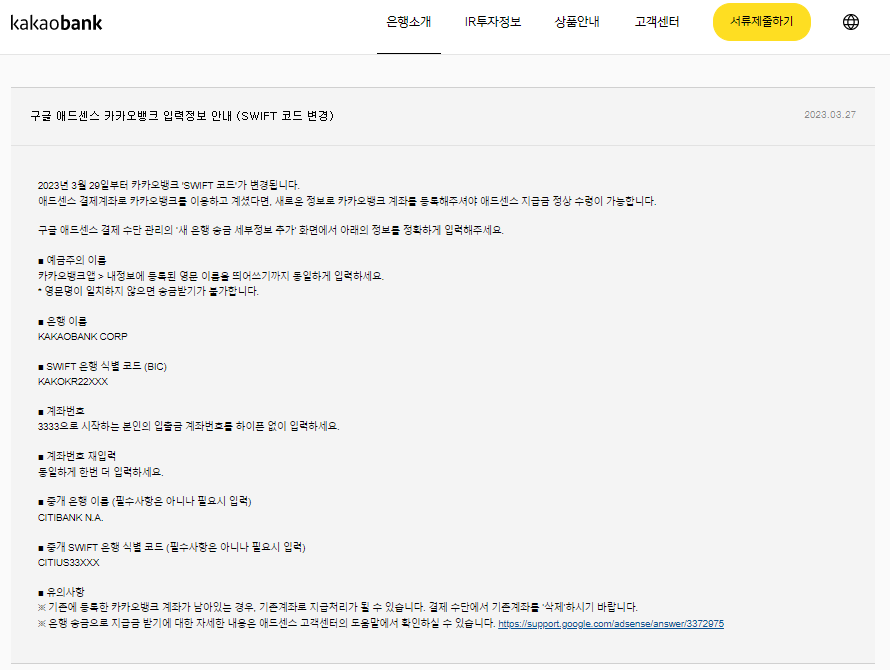 kakaobank
은행소개
IR투자정보
상품안내
고객센터
서류제출하기
구글 애드센스 카카오뱅크 입력정보 안내 (SWIFT 코드 변경)
2023.03.27
2023년 3월 29일부터 카카오뱅크 'SWIFT 코드'가 변경됩니다.
애드센스 결제계좌로 카카오뱅크를 이용하고 계셨다면, 새로운 정보로 카카오뱅크 계좌를 등록해주셔야 애드센스 지급금 정상 수령이 가능합니다.
구글 애드센스 결제 수단 관리의 '새 은행 송금 세부정보 추가' 화면에서 아래의 정보를 정확하게 입력해주세요.
■ 예금주의 이름
카카오뱅크앱 > 내정보에 등록된 영문 이름을 띄어쓰기까지 동일하게 입력하세요.
* 영문명이 일치하지 않으면 송금받기가 불가합니다.
■ 은행 이름
KAKAOBANK CORP
■ SWIFT 은행 식별 코드 (BIC)
KAKOKR22XXX
■ 계좌번호
3333으로 시작하는 본인의 입출금 계좌번호를 하이픈 없이 입력하세요.
■ 계좌번호 재입력
동일하게 한번 더 입력하세요.
■ 중개 은행 이름 (필수사항은 아니나 필요시 입력)
CITIBANK N.A.
■ 중개 SWIFT 은행 식별 코드 (필수사항은 아니나 필요시 입력)
CITIUS33XXX
■ 유의사항
※ 기존에 등록한 카카오뱅크 계좌가 남아있는 경우, 기존계좌로 지급처리가 될 수 있습니다. 결제 수단에서 기존계좌를 '삭제'하시기 바랍니다.
※ 은행 송금으로 지급금 받기에 대한 자세한 내용은 애드센스 고객센터의 도움말에서 확인하실 수 있습니다. https://support.google.com/adsense/answer/3372975